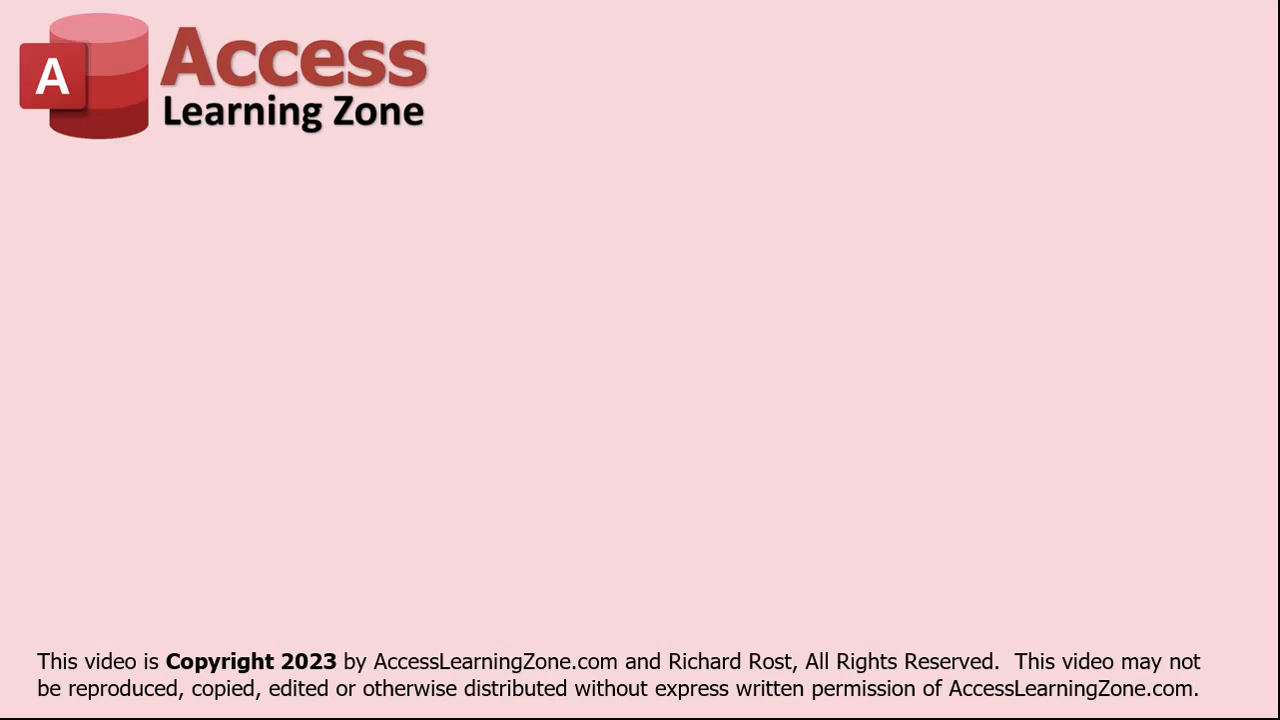 A
Access
Learning Zone
This video is Copyright 2023 by AccessLearningZone.com and Richard Rost, All Rights Reserved.  This video may not
be reproduced, copied, edited or otherwise distributed without express written permission of AccessLearningZone.com.